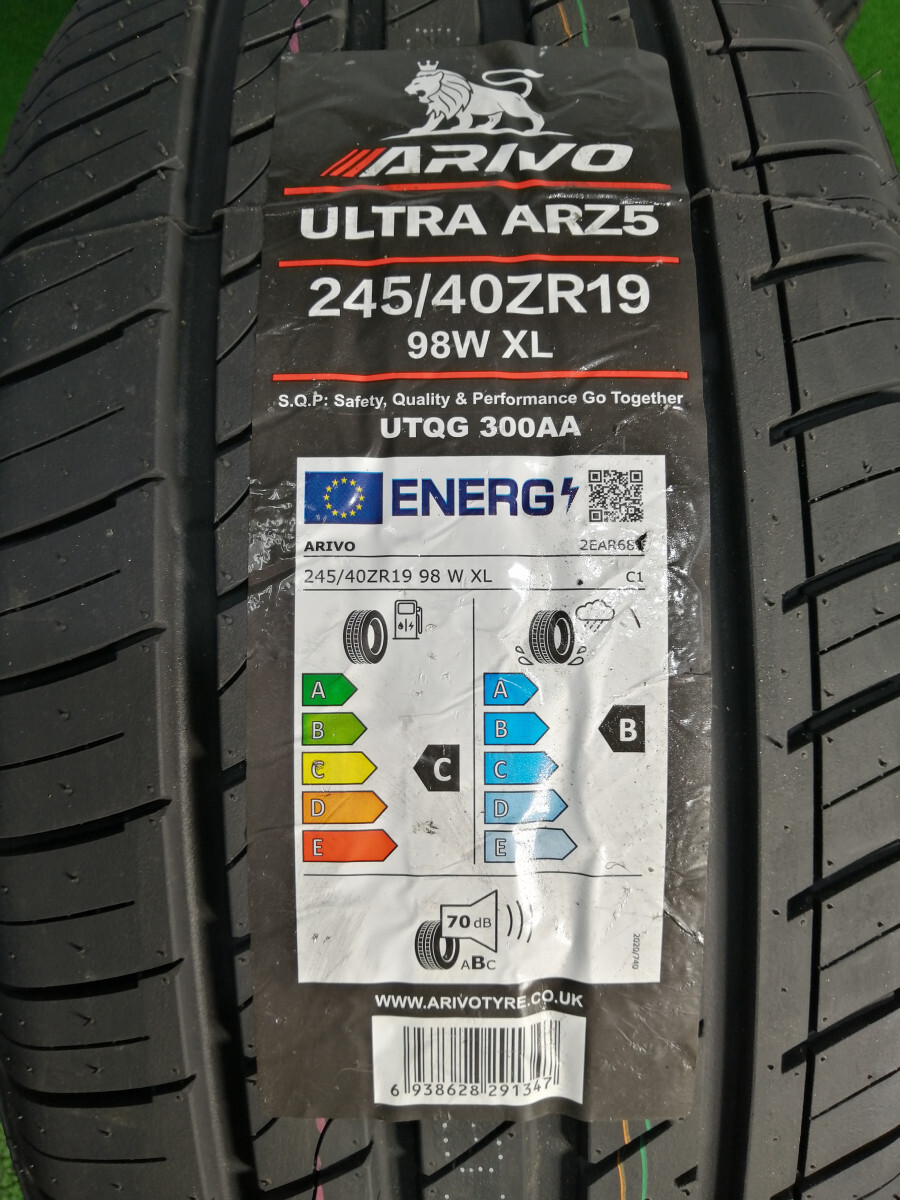 ARIVO
ULTRA ARZ5
245/40ZR19
98W XL
S.Q.P: Safety, Quality & Performance Go Together
UTQG 300AA
ENERG
ARIVO
245/40ZR19 98 W XL C1
A A
B B B
C C C
D D
E E
70 dB
ABC
2020/740
WWW.ARIVOTYRE.CO.UK
6 938628 291347